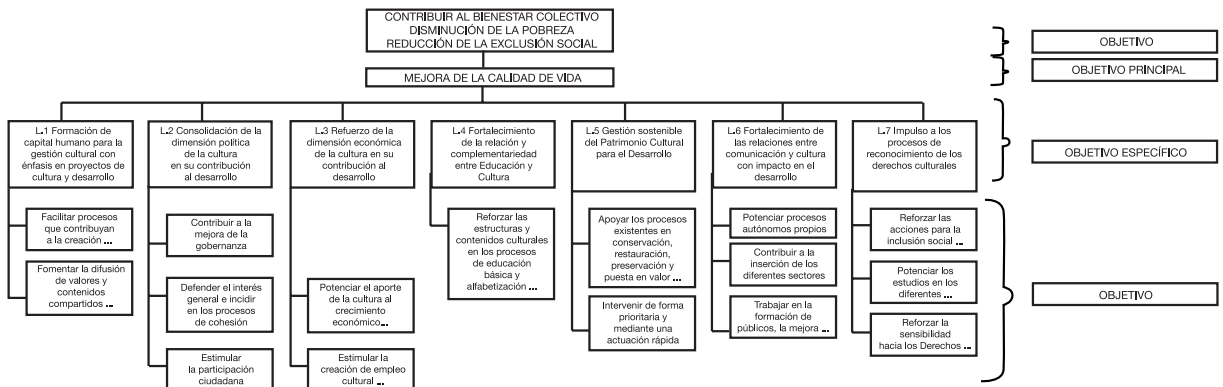 CONTRIBUIR AL BIENESTAR COLECTIVO
DISMINUCIÓN DE LA POBREZA
REDUCCIÓN DE LA EXCLUSIÓN SOCIAL
OBJETIVO
MEJORA DE LA CALIDAD DE VIDA
OBJETIVO PRINCIPAL
L.1 Formación de
capital humano para la
gestión cultural con
énfasis en proyectos de
cultura y desarrollo
L.2 Consolidación de la
dimensión política
de la cultura
en su contribución
al desarrollo
L.3 Refuerzo de la
dimensión económica
de la cultura en su
contribución al
desarrollo
L.4 Fortalecimiento
de la relación y
complementariedad
entre Educación y
Cultura
L.5 Gestión sostenible
del Patrimonio Cultural
para el Desarrollo
L.6 Fortalecimiento de
las relaciones entre
comunicación y cultura
con impacto en el
desarrollo
L.7 Impulso a los
procesos de
reconocimiento de los
derechos culturales
OBJETIVO ESPECÍFICO
Facilitar procesos
que contribuyan
a la creación ...
Fomentar la difusión
de valores y
contenidos
compartidos ...
Contribuir a la
mejora de la
gobernanza
Defender el interés
general e incidir
en los procesos
de cohesión
Estimular
la participación
ciudadana
Potenciar el aporte
de la cultura al
crecimiento
económico...
Estimular la
creación de empleo
cultural ...
Reforzar las
estructuras y
contenidos culturales
en los procesos
de educación
básica y
alfabetización ...
Apoyar los procesos
existentes en
conservación,
restauración,
preservación y
puesta en valor ...
Intervenir de forma
prioritaria y
mediante una
actuación rápida
Potenciar procesos
autónomos propios
Contribuir a la
inserción de los
diferentes sectores
Trabajar en la
formación de
públicos, la mejora ...
Reforzar las
acciones para la
inclusión social ...
Potenciar los
estudios en los
diferentes ...
Reforzar la
sensibilidad
hacia los Derechos ...
OBJETIVO